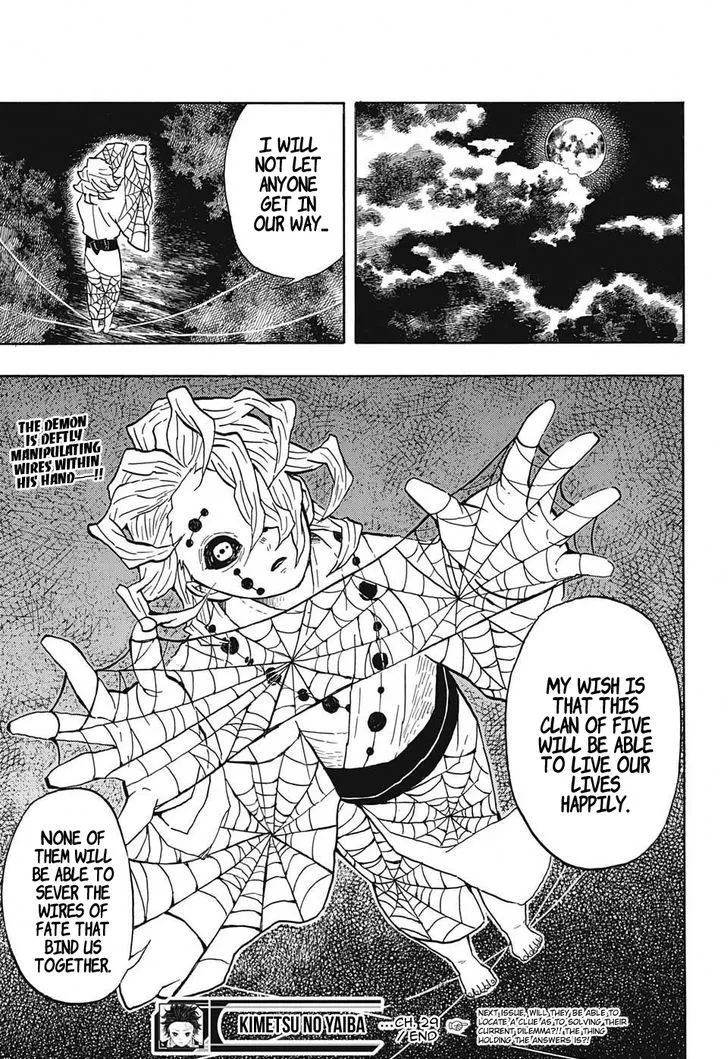 I WILL
NOT LET
ANYONE
GET IN
OUR WAY...
MY WISH IS
THAT THIS
CLAN OF FIVE
WILL BE ABLE
TO LIVE OUR
LIVES
HAPPILY.
THE DEMON
IS DEFTLY
MANIPULATING
WIRES WITHIN
HIS HAND—!!
NONE OF
THEM WILL
BE ABLE TO
SEVER THE
WIRES OF
FATE THAT
BIND US
TOGETHER.
KIMETSU NO YAIBA
...CH. 29
/END
NEXT ISSUE, WILL THEY BE ABLE TO
LOCATE A CLUE AS TO SOLVING THEIR
CURRENT DILEMMA?!! THE THING
HOLDING THE ANSWERS IS?!